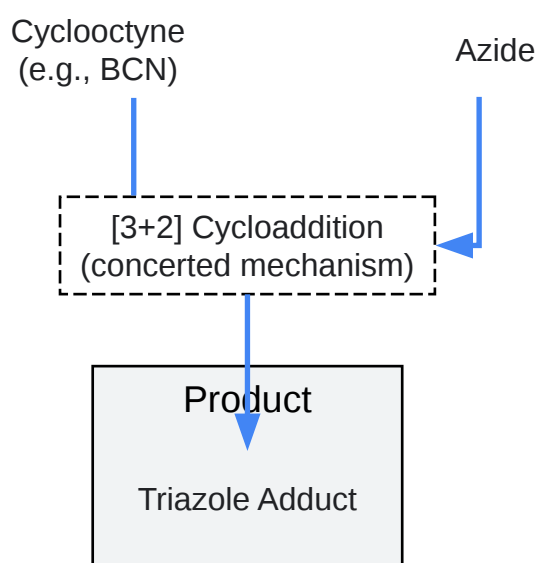 Cyclooctyne
(e.g., BCN)
Azide
[3+2] Cycloaddition
(concerted mechanism)
Product
Triazole Adduct